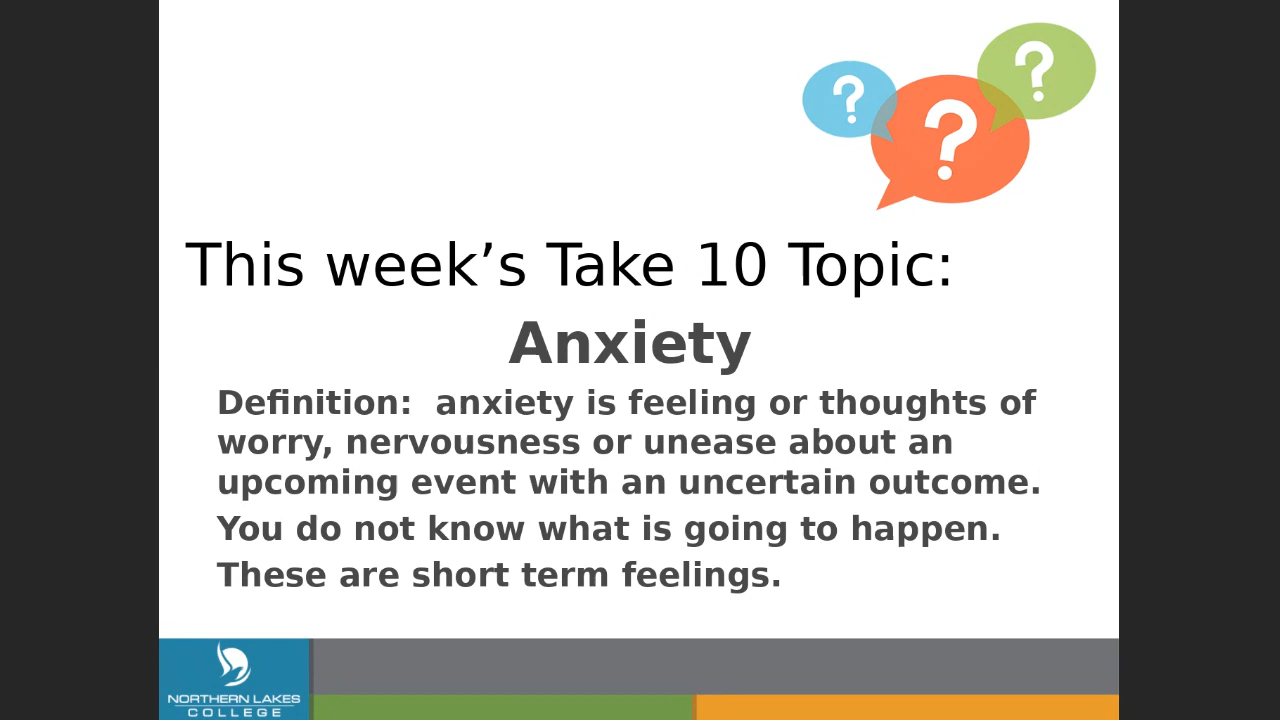 ? ? ?
This week’s Take 10 Topic:
Anxiety
Definition:  anxiety is feeling or thoughts of
worry, nervousness or unease about an
upcoming event with an uncertain outcome.
You do not know what is going to happen.
These are short term feelings.
NORTHERN LAKES
COLLEGE